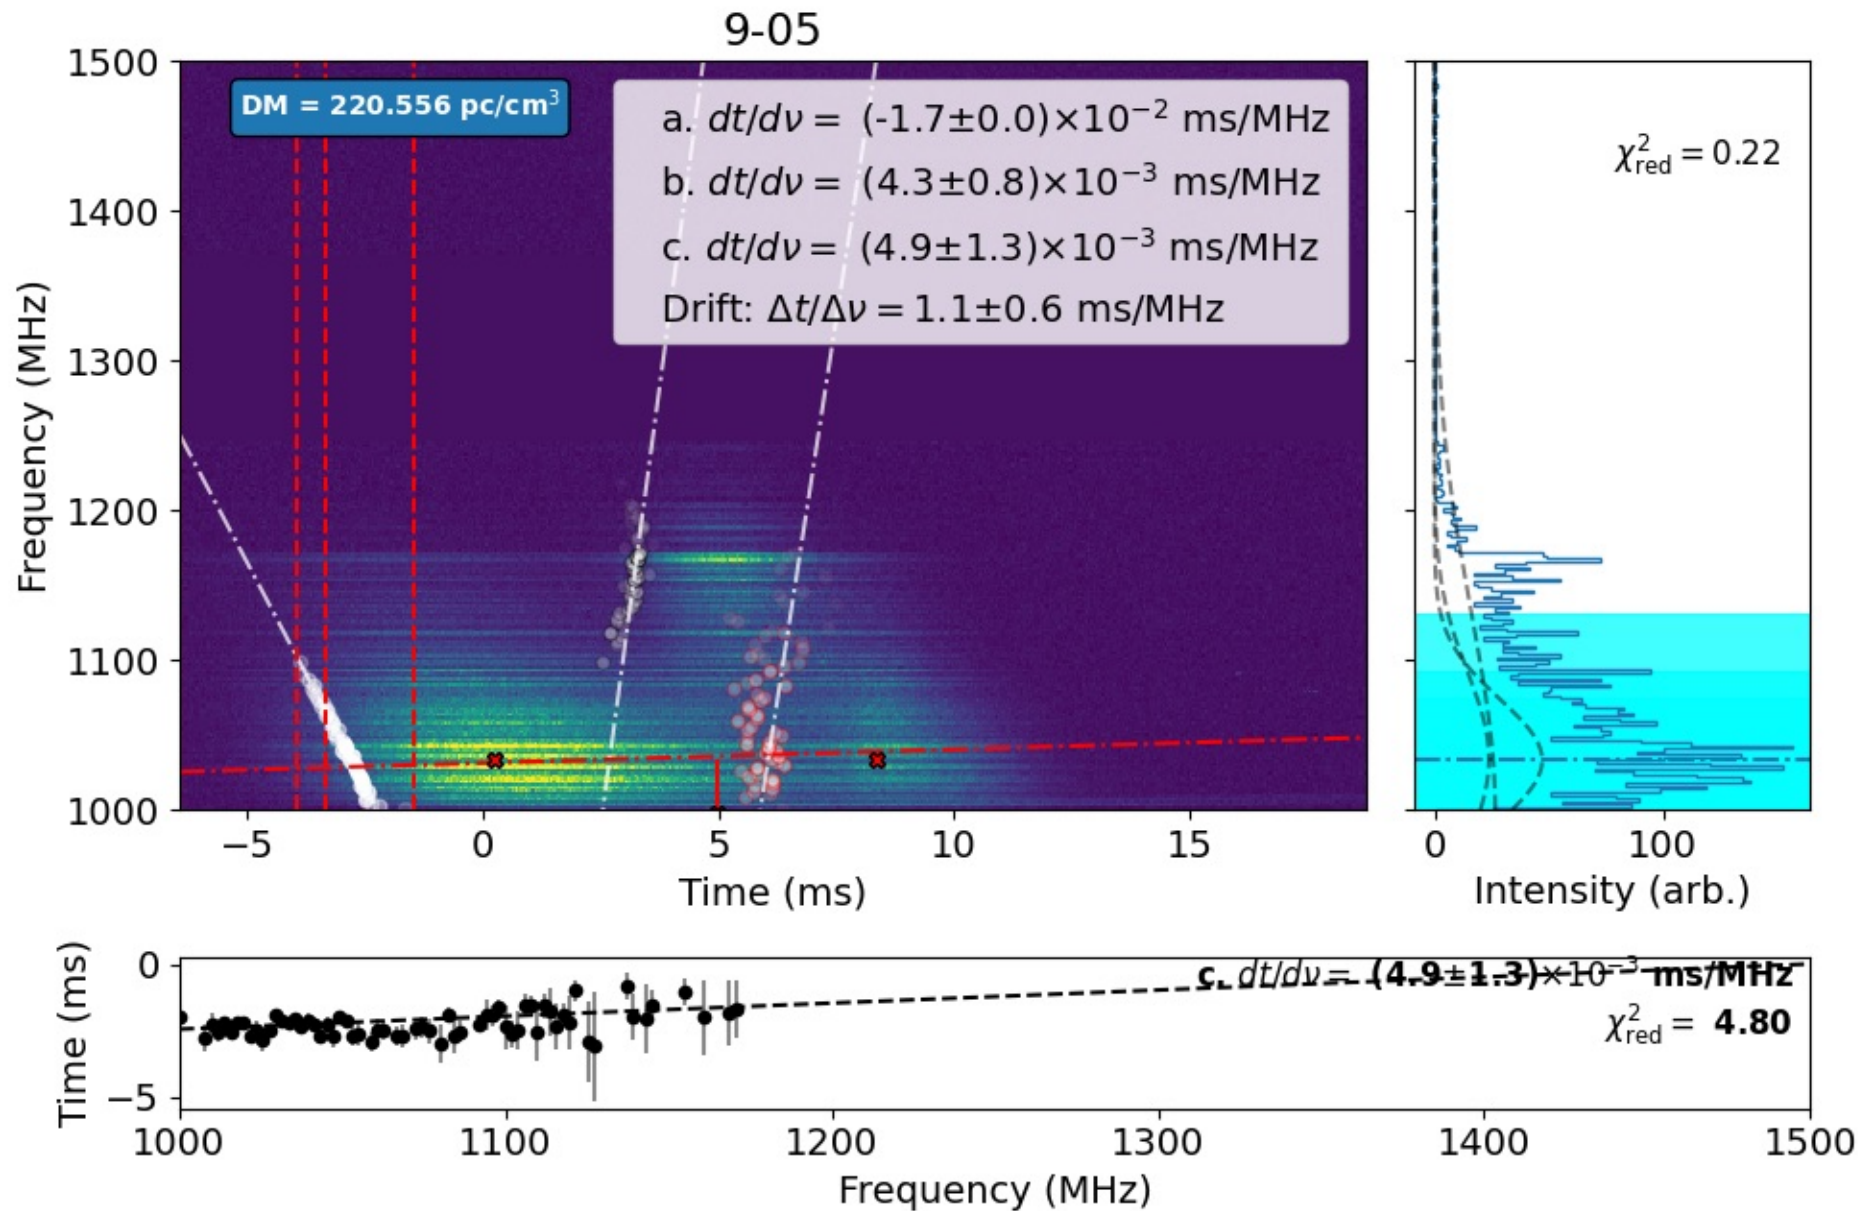 9-05
DM = 220.556 pc/cm³
a. dt/dν = (-1.7±0.0)×10⁻² ms/MHz
b. dt/dν = (4.3±0.8)×10⁻³ ms/MHz
c. dt/dν = (4.9±1.3)×10⁻³ ms/MHz
Drift: Δt/Δν = 1.1±0.6 ms/MHz
χ²red = 0.22
Frequency (MHz)
1500
1400
1300
1200
1100
1000
−5 0 5 10 15
Time (ms)
0 100
Intensity (arb.)
Time (ms)
0
−5
c. dt/dν = (4.9±1.3)×10⁻³ ms/MHz
χ²red = 4.80
1000 1100 1200 1300 1400 1500
Frequency (MHz)